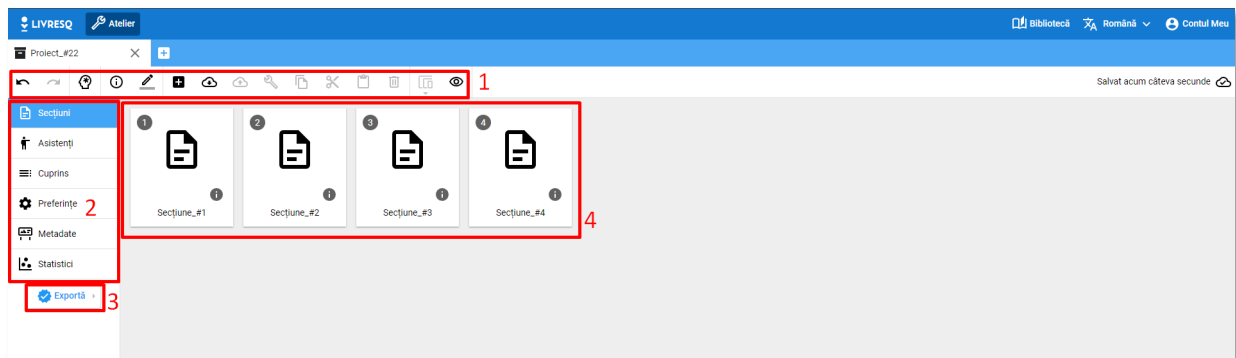 LIVRESQ Atelier Bibliotecă Română Contul Meu
Proiect_#22
1 Salvat acum câteva secunde
Secțiuni
1 2 3 4
Asistenți
Cuprins
Preferințe 2
Secțiune_#1 Secțiune_#2 Secțiune_#3 Secțiune_#4
4
Metadate
Statistici
Exportă 3